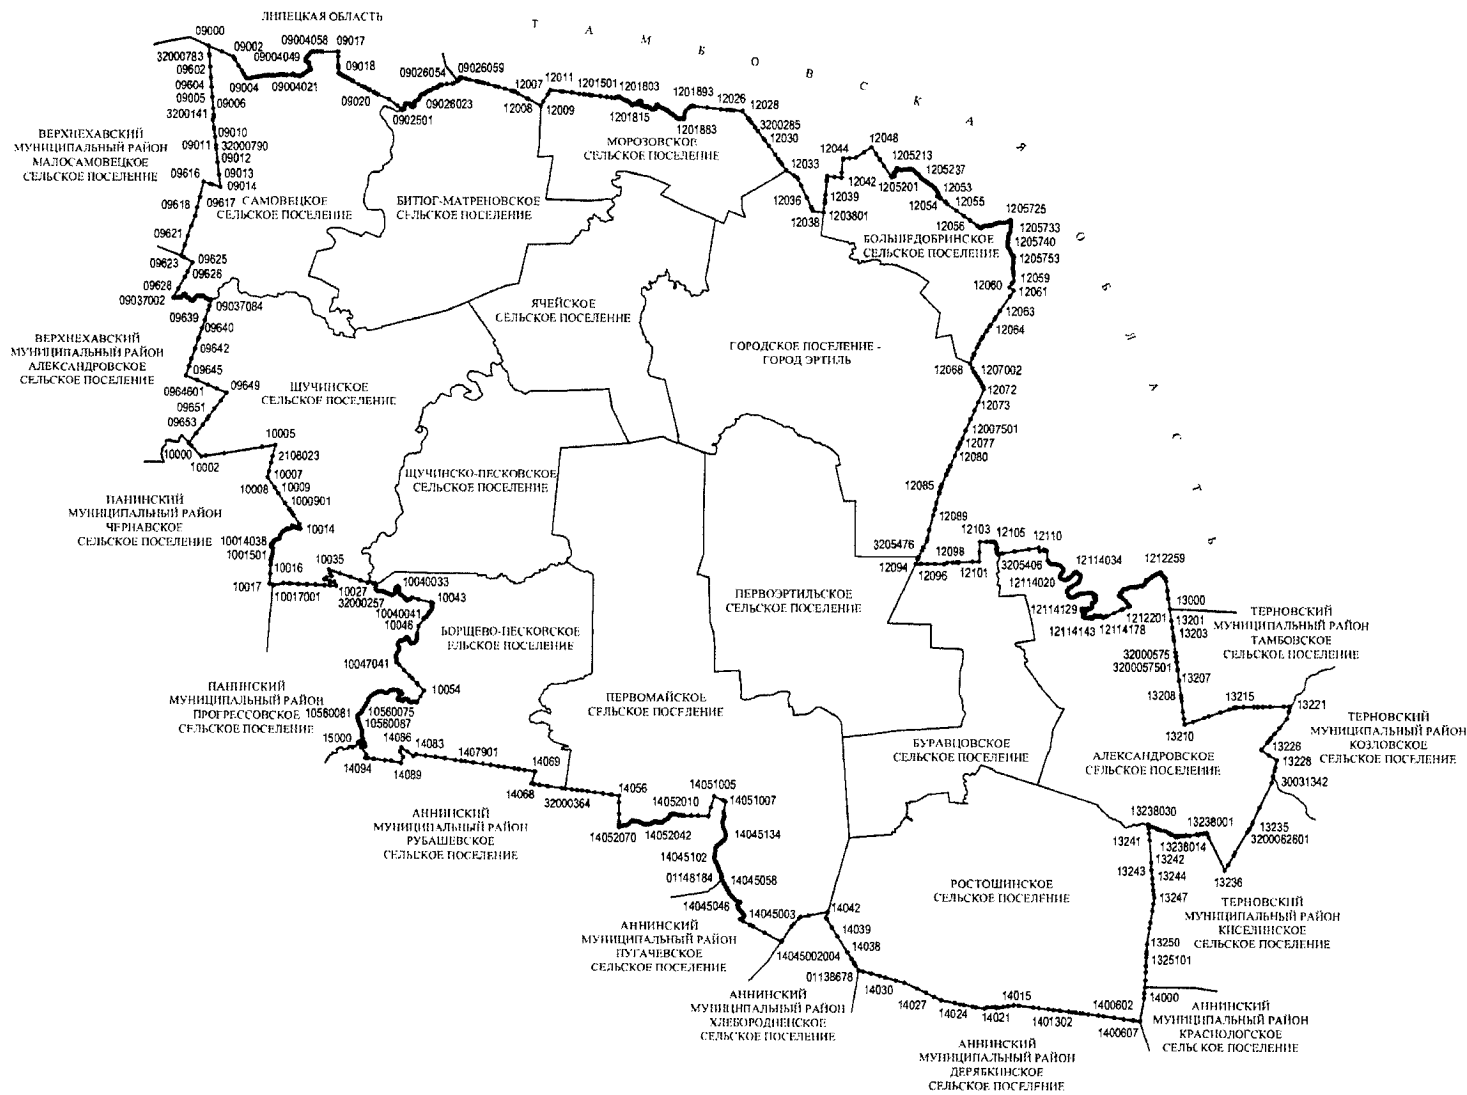 ЛИПЕЦКАЯ ОБЛАСТЬ
ТАМБОВСКАЯ ОБЛАСТЬ
09000
32000783
09602
09604
09605
3200141
09002
09004
09004049
09004058
09004021
09017
09018
09020
0902501
09026054
09026023
09026059
12007
12008
12011
12009
1201501
1201803
1201815
1201893
1201883
12026
12028
3200285
12030
12033
12036
12038
1203801
12039
12042
12044
12048
1205201
1205213
1205237
12053
12054
12055
12056
1205725
1205733
1205740
1205753
12059
12060
12061
12063
12064
12068
1207002
12072
12073
12007501
12077
12080
12085
12089
3205476
12094
12096
12098
12101
12103
12105
3205406
12110
12114020
12114034
12114129
12114143
12114178
1212201
1212259
13000
13201
13203
32000575
3200057501
13207
13208
13210
13215
13221
13226
13228
30031342
13235
3200062601
13236
13238001
13238014
13238030
13241
13242
13243
13244
13247
13250
1325101
14000
1400602
1400607
1401302
14015
14021
14024
14027
14030
01138678
14038
14039
14042
14045002004
14045003
14045046
14045058
01148184
14045102
14045134
14051007
14051005
14052010
14052042
14052070
14056
32000364
14068
14069
1407901
14083
14086
14089
14094
15000
10560087
10560075
10560081
10054
10047041
10046
10040041
10043
10040033
32000257
10027
10035
10017001
10017
10016
1001501
10014038
10014
1000901
10009
10008
10007
2108023
10005
10002
10000
09653
09651
09649
0964601
09645
09642
09640
09639
09037084
09037002
09628
09626
09625
09623
09621
09618
09617
09616
09014
09013
09012
09011
32000790
09010
09006
ВЕРХНЕХАВСКИЙ
МУНИЦИПАЛЬНЫЙ РАЙОН
МАЛОСАМОВЕЦКОЕ
СЕЛЬСКОЕ ПОСЕЛЕНИЕ
САМОВЕЦКОЕ
СЕЛЬСКОЕ ПОСЕЛЕНИЕ
БИТЮГ-МАТРЕНОВСКОЕ
СЕЛЬСКОЕ ПОСЕЛЕНИЕ
МОРОЗОВСКОЕ
СЕЛЬСКОЕ ПОСЕЛЕНИЕ
БОЛЬШЕДОБРИНСКОЕ
СЕЛЬСКОЕ ПОСЕЛЕНИЕ
ЯЧЕЙСКОЕ
СЕЛЬСКОЕ ПОСЕЛЕНИЕ
ГОРОДСКОЕ ПОСЕЛЕНИЕ -
ГОРОД ЭРТИЛЬ
ВЕРХНЕХАВСКИЙ
МУНИЦИПАЛЬНЫЙ РАЙОН
АЛЕКСАНДРОВСКОЕ
СЕЛЬСКОЕ ПОСЕЛЕНИЕ
ЩУЧИНСКОЕ
СЕЛЬСКОЕ ПОСЕЛЕНИЕ
ЩУЧИНСКО-ПЕСКОВСКОЕ
СЕЛЬСКОЕ ПОСЕЛЕНИЕ
ПАНИНСКИЙ
МУНИЦИПАЛЬНЫЙ РАЙОН
ЧЕРНАВСКОЕ
СЕЛЬСКОЕ ПОСЕЛЕНИЕ
ПЕРВОЭРТИЛЬСКОЕ
СЕЛЬСКОЕ ПОСЕЛЕНИЕ
БОРЩЕВО-ПЕСКОВСКОЕ
ЕЛЬСКОЕ ПОСЕЛЕНИЕ
ТЕРНОВСКИЙ
МУНИЦИПАЛЬНЫЙ РАЙОН
ТАМБОВСКОЕ
СЕЛЬСКОЕ ПОСЕЛЕНИЕ
ПАНИНСКИЙ
МУНИЦИПАЛЬНЫЙ РАЙОН
ПРОГРЕССОВСКОЕ
СЕЛЬСКОЕ ПОСЕЛЕНИЕ
ПЕРВОМАЙСКОЕ
СЕЛЬСКОЕ ПОСЕЛЕНИЕ
БУРАВЦОВСКОЕ
СЕЛЬСКОЕ ПОСЕЛЕНИЕ
АЛЕКСАНДРОВСКОЕ
СЕЛЬСКОЕ ПОСЕЛЕНИЕ
ТЕРНОВСКИЙ
МУНИЦИПАЛЬНЫЙ РАЙОН
КОЗЛОВСКОЕ
СЕЛЬСКОЕ ПОСЕЛЕНИЕ
АННИНСКИЙ
МУНИЦИПАЛЬНЫЙ РАЙОН
РУБАШЕВСКОЕ
СЕЛЬСКОЕ ПОСЕЛЕНИЕ
РОСТОШИНСКОЕ
СЕЛЬСКОЕ ПОСЕЛЕНИЕ
ТЕРНОВСКИЙ
МУНИЦИПАЛЬНЫЙ РАЙОН
КИСЕЛИНСКОЕ
СЕЛЬСКОЕ ПОСЕЛЕНИЕ
АННИНСКИЙ
МУНИЦИПАЛЬНЫЙ РАЙОН
ПУГАЧЕВСКОЕ
СЕЛЬСКОЕ ПОСЕЛЕНИЕ
АННИНСКИЙ
МУНИЦИПАЛЬНЫЙ РАЙОН
ХЛЕБОРОДНЕНСКОЕ
СЕЛЬСКОЕ ПОСЕЛЕНИЕ
АННИНСКИЙ
МУНИЦИПАЛЬНЫЙ РАЙОН
КРАСНОЛОГСКОЕ
СЕЛЬСКОЕ ПОСЕЛЕНИЕ
АННИНСКИЙ
МУНИЦИПАЛЬНЫЙ РАЙОН
ДЕРЯБКИНСКОЕ
СЕЛЬСКОЕ ПОСЕЛЕНИЕ